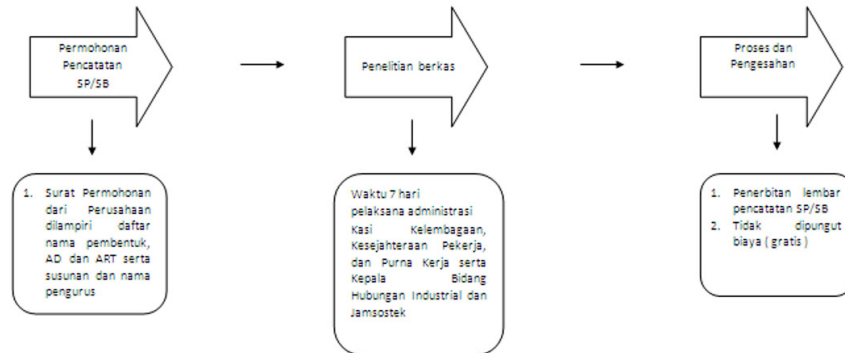 Permohonan
Pencatatan
SP/SB
Penelitian berkas
Proses dan
Pengesahan
1. Surat Permohonan
dari Perusahaan
dilampiri daftar
nama pembentuk,
AD dan ART serta
susunan dan nama
pengurus
Waktu 7 hari
pelaksana administrasi
Kasi Kelembagaan,
Kesejahteraan Pekerja,
dan Purna Kerja serta
Kepala Bidang
Hubungan Industrial dan
Jamsostek
1. Penerbitan lembar
pencatatan SP/SB
2. Tidak dipungut
biaya ( gratis )